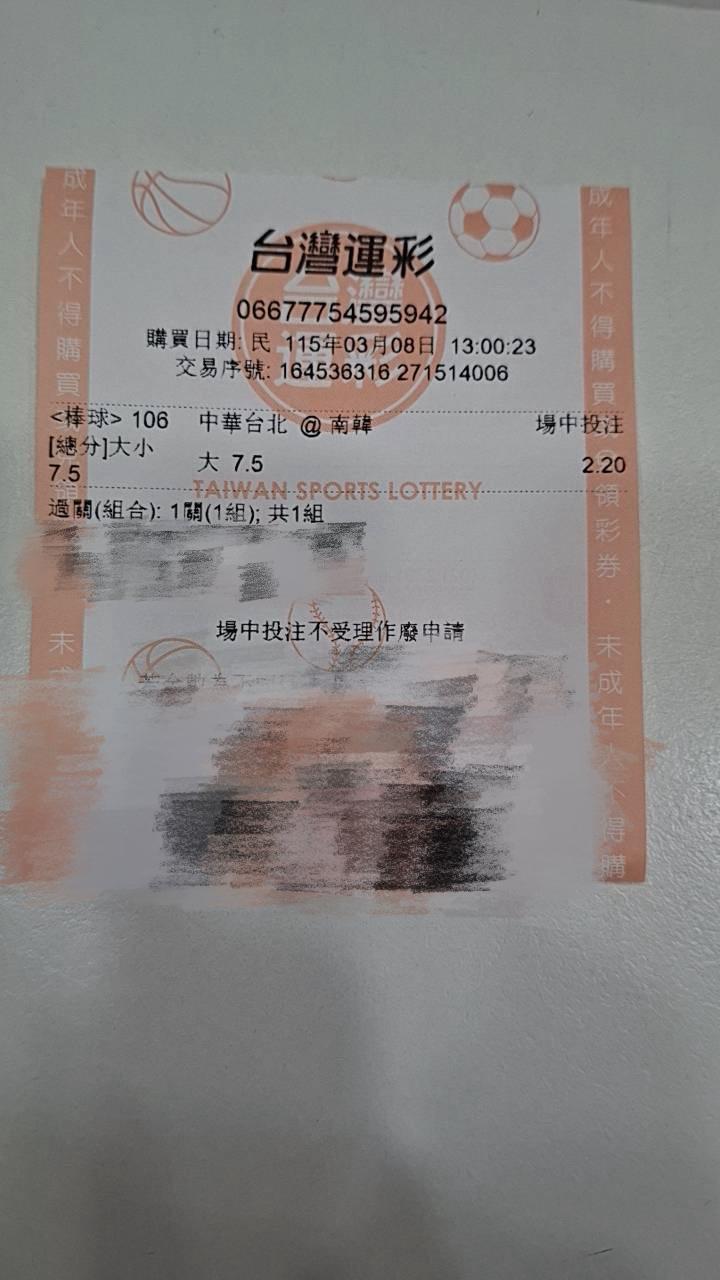 台灣運彩
06677754595942
購買日期: 民 115年03月08日 13:00:23
交易序號: 164536316 271514006
<棒球> 106 中華台北 @ 南韓 場中投注
[總分]大小
7.5 大 7.5 2.20
TAIWAN SPORTS LOTTERY
過關(組合): 1關(1組); 共1組
場中投注不受理作廢申請
成年人不得購買
未成
成年人不得購買
領彩券．未成年人不得購